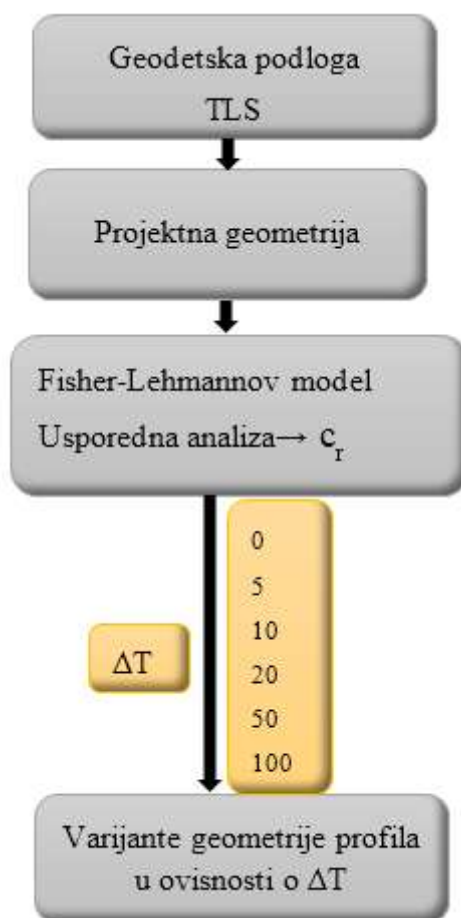 Geodetska podloga
TLS
Projektna geometrija
Fisher-Lehmannov model
Usporedna analiza→ cr
0
5
10
ΔT
20
50
100
Varijante geometrije profila
u ovisnosti o ΔT